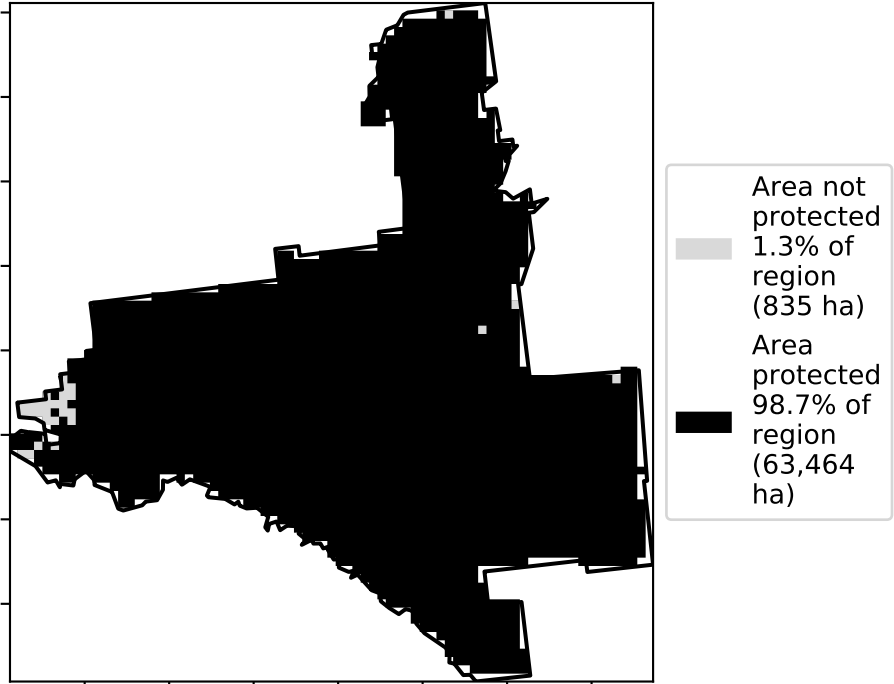 Area not
protected
1.3% of
region
(835 ha)
Area
protected
98.7% of
region
(63,464
ha)